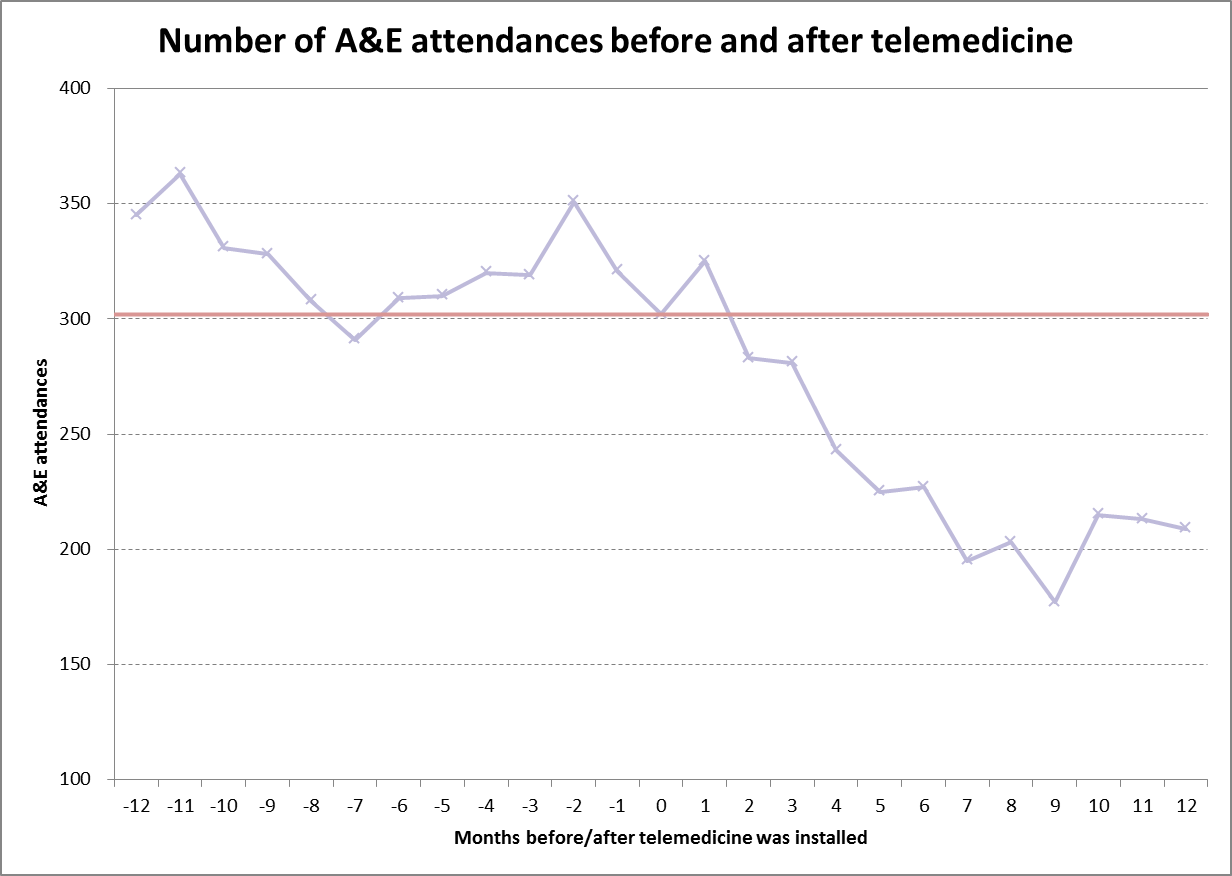 Number of A&E attendances before and after telemedicine
400
350
300
250
200
150
100
A&E attendances
-12 -11 -10 -9 -8 -7 -6 -5 -4 -3 -2 -1 0 1 2 3 4 5 6 7 8 9 10 11 12
Months before/after telemedicine was installed